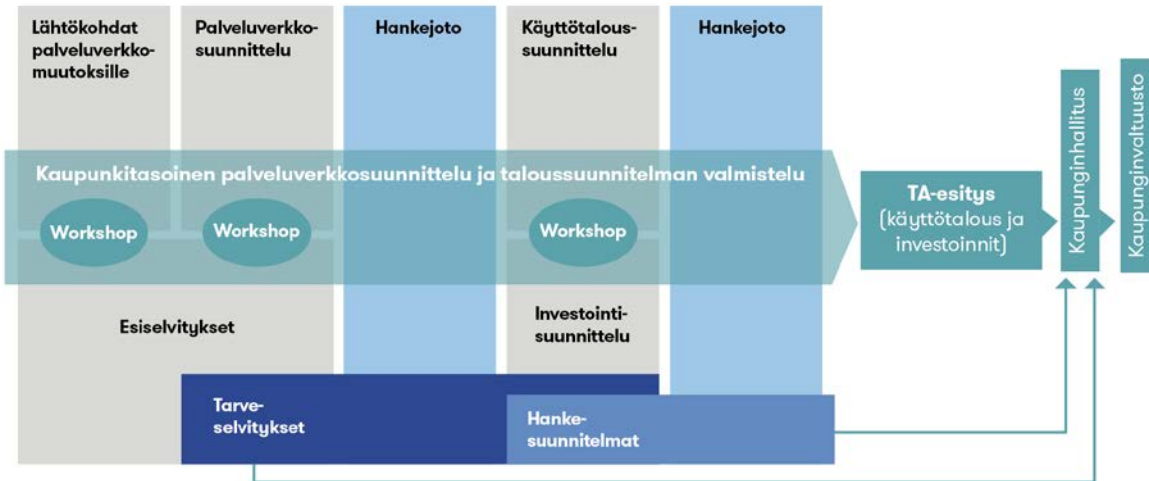 Lähtökohdat
palveluverkko-
muutoksille
Palveluverkko-
suunnittelu
Hankejoto
Käyttötalous-
suunnittelu
Hankejoto
Kaupunkitasoinen palveluverkkosuunnittelu ja taloussuunnitelman valmistelu
Workshop
Workshop
Workshop
TA-esitys
(käyttötalous ja
investoinnit)
Kaupunginhallitus
Kaupunginvaltuusto
Esiselvitykset
Investointi-
suunnittelu
Tarve-
selvitykset
Hanke-
suunnitelmat